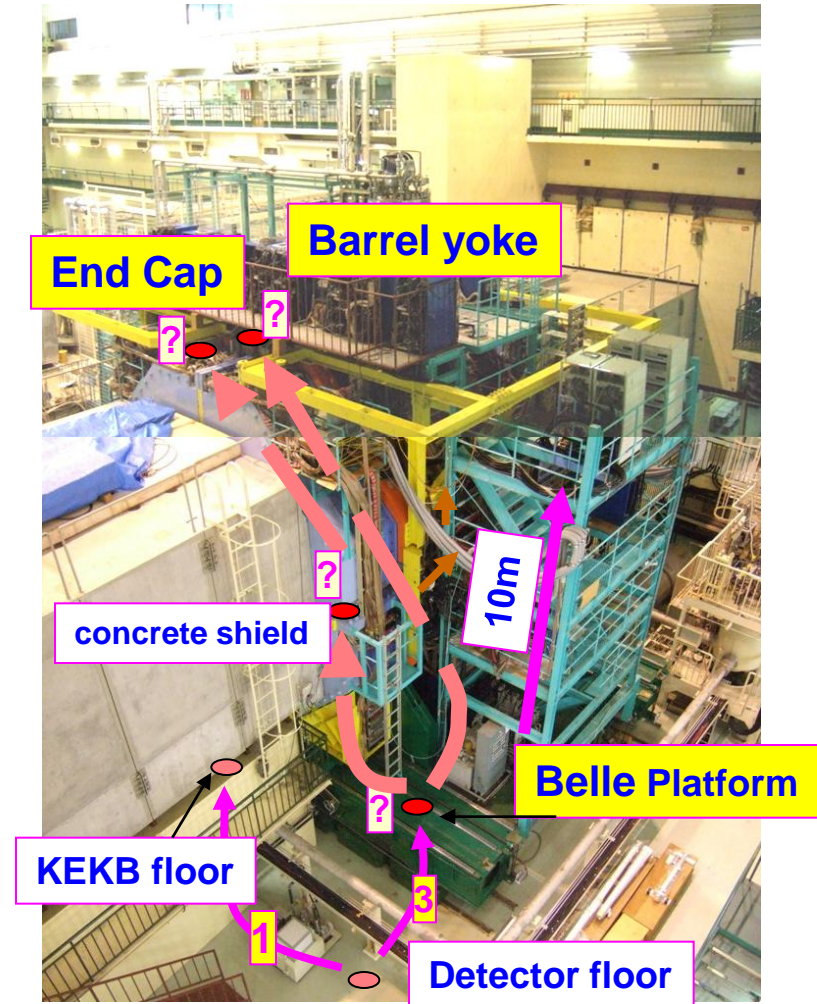 Barrel yoke
End Cap
?
?
10m
?
concrete shield
Belle Platform
?
KEKB floor
3
1
Detector floor